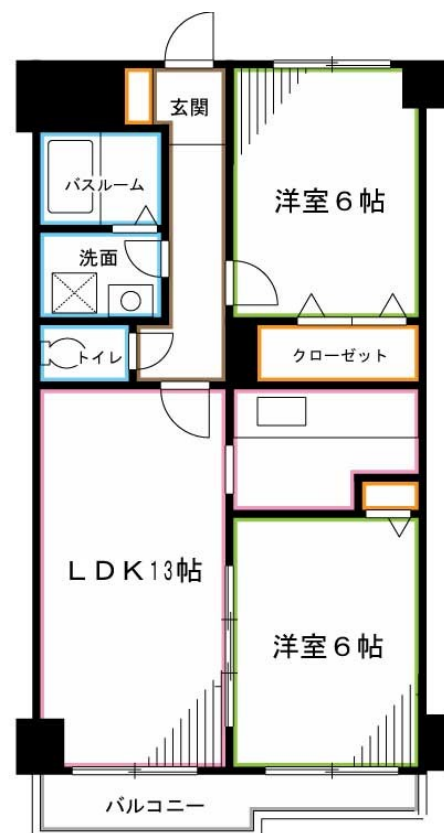 玄関
バスルーム
洋室6帖
洗面
トイレ
クローゼット
LDK13帖
洋室6帖
バルコニー